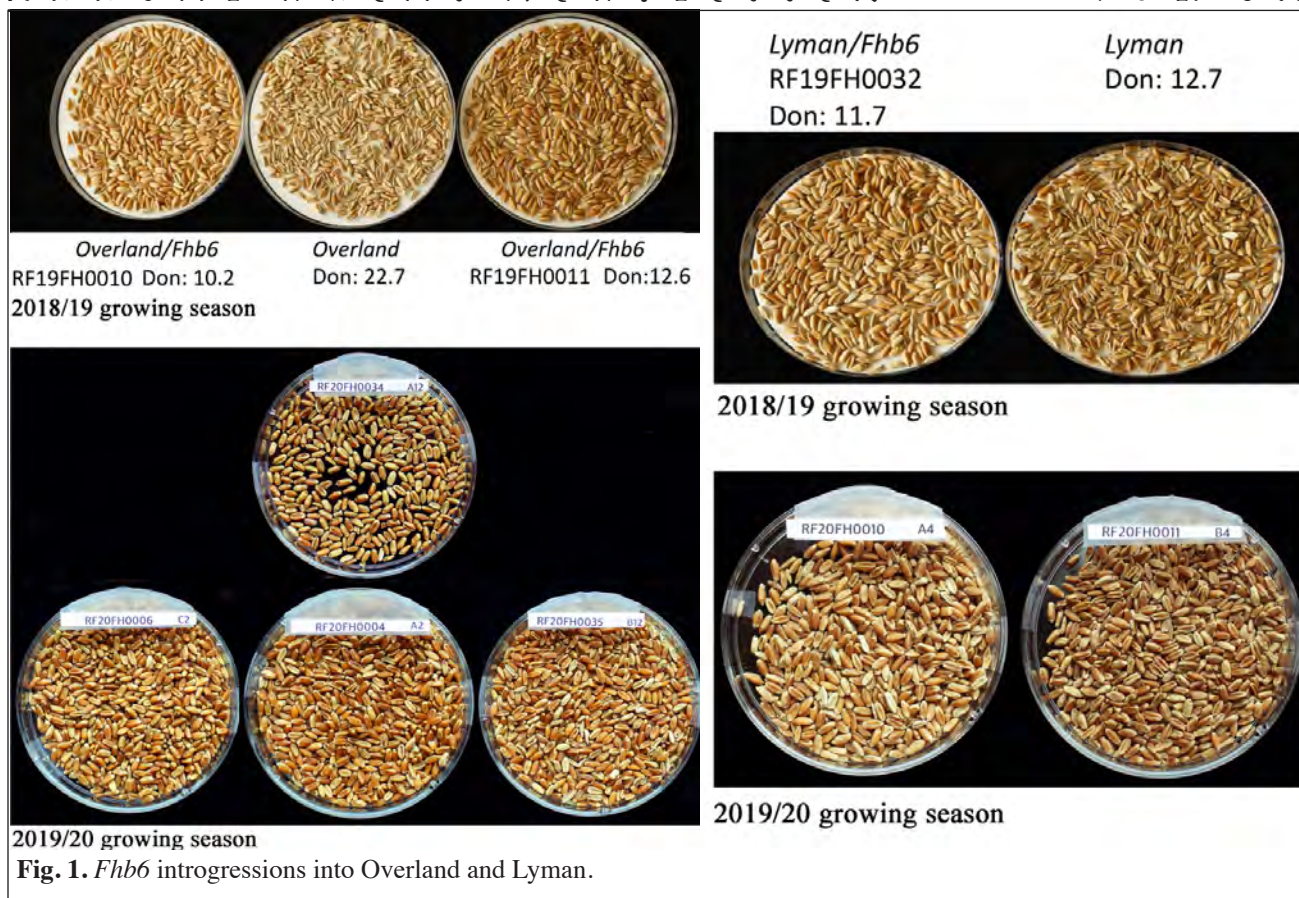 Overland/Fhb6
RF19FH0010 Don: 10.2
Overland
Don: 22.7
Overland/Fhb6
RF19FH0011 Don:12.6
2018/19 growing season
RF20FH0034 A12
RF20FH0006 C2
RF20FH0004 A2
RF20FH0035 B12
2019/20 growing season
Lyman/Fhb6
RF19FH0032
Don: 11.7
Lyman
Don: 12.7
2018/19 growing season
RF20FH0010 A4
RF20FH0011 B4
2019/20 growing season
Fig. 1. Fhb6 introgressions into Overland and Lyman.